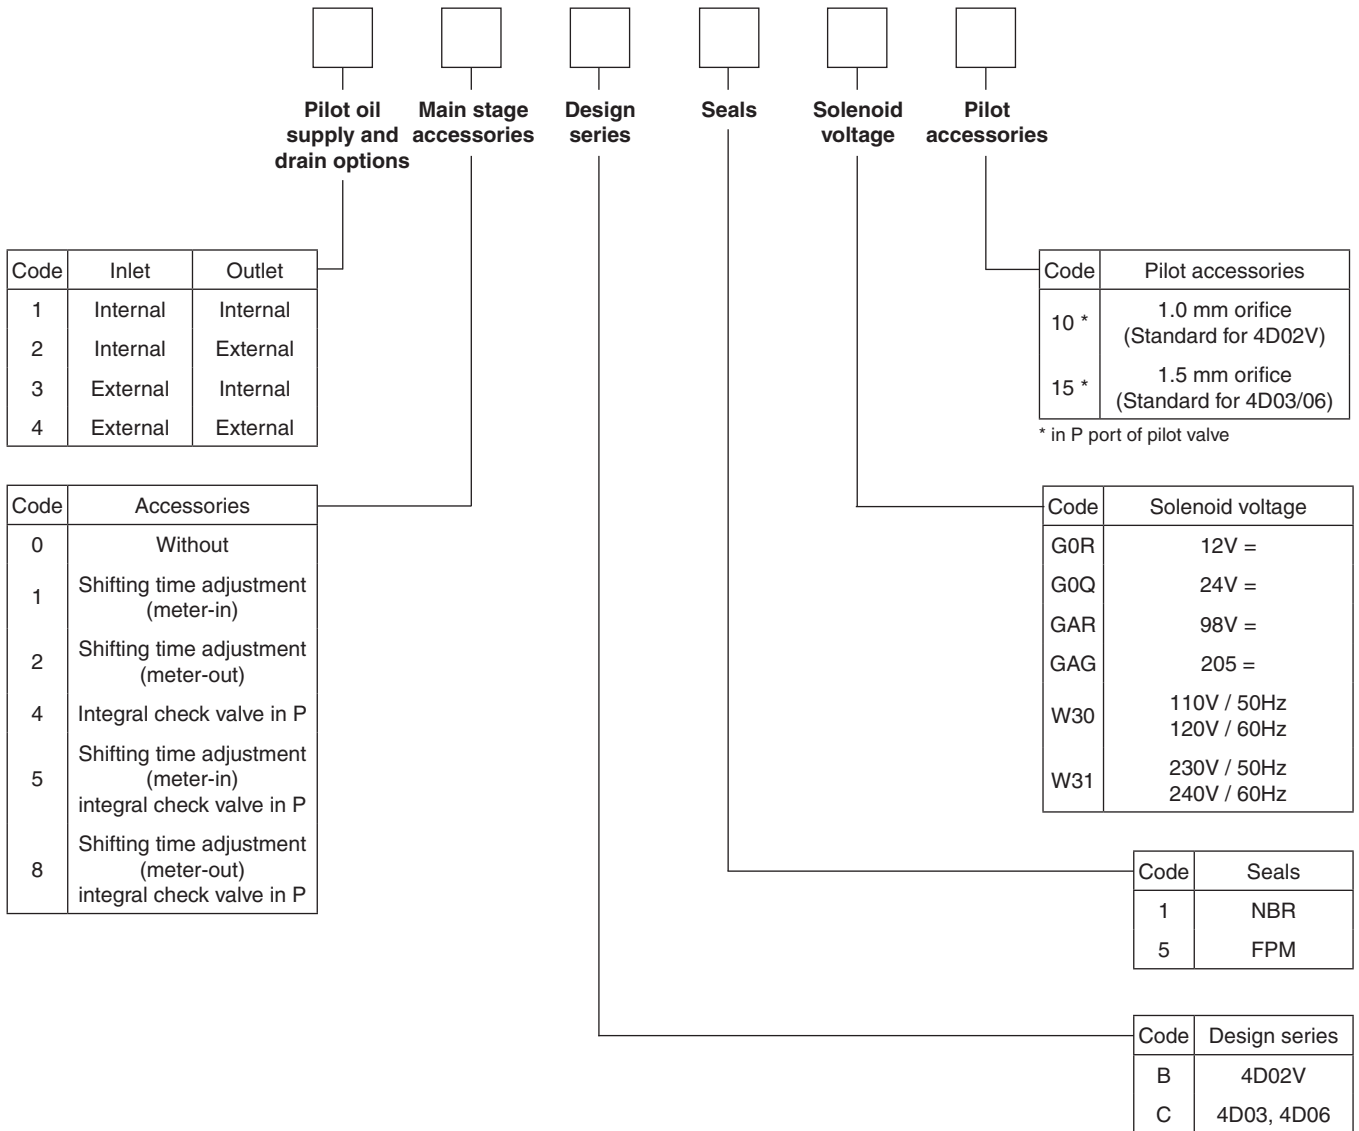 Pilot oil
supply and
drain options
Main stage
accessories
Design
series
Seals
Solenoid
voltage
Pilot
accessories
Code Inlet Outlet
1 Internal Internal
2 Internal External
3 External Internal
4 External External
Code Accessories
0 Without
1 Shifting time adjustment
(meter-in)
2 Shifting time adjustment
(meter-out)
4 Integral check valve in P
5 Shifting time adjustment
(meter-in)
integral check valve in P
8 Shifting time adjustment
(meter-out)
integral check valve in P
Code Pilot accessories
10 * 1.0 mm orifice
(Standard for 4D02V)
15 * 1.5 mm orifice
(Standard for 4D03/06)
* in P port of pilot valve
Code Solenoid voltage
G0R 12V =
G0Q 24V =
GAR 98V =
GAG 205 =
W30 110V / 50Hz
120V / 60Hz
W31 230V / 50Hz
240V / 60Hz
Code Seals
1 NBR
5 FPM
Code Design series
B 4D02V
C 4D03, 4D06